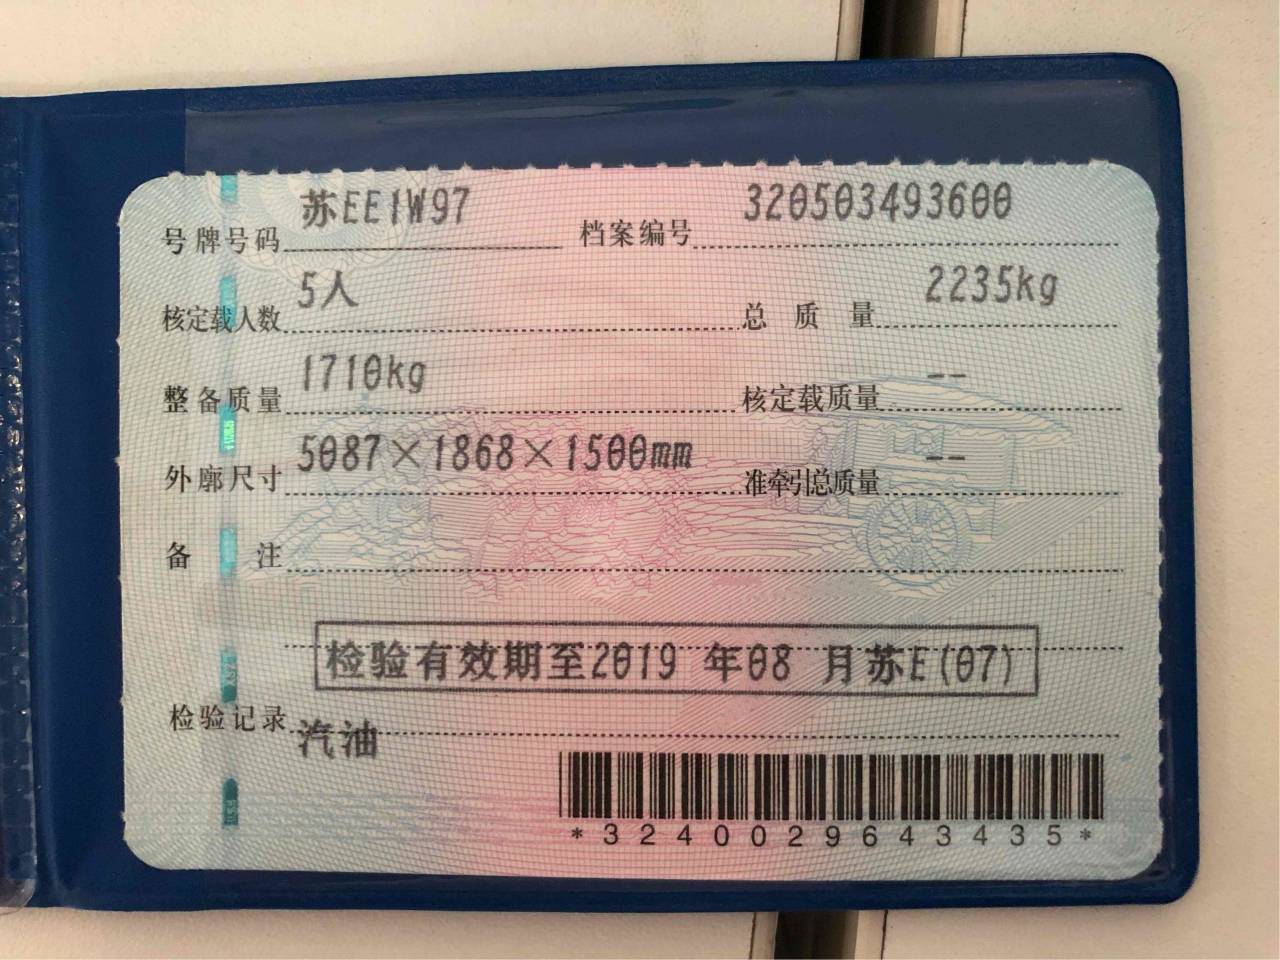 号牌号码 苏EE1W97 档案编号 320503493600
核定载人数 5人 总质量 2235kg
整备质量 1710kg 核定载质量 --
外廓尺寸 5087×1868×1500mm 准牵引总质量 --
备注
检验有效期至2019 年08 月苏E(07)
检验记录
汽油
*3240029643435*